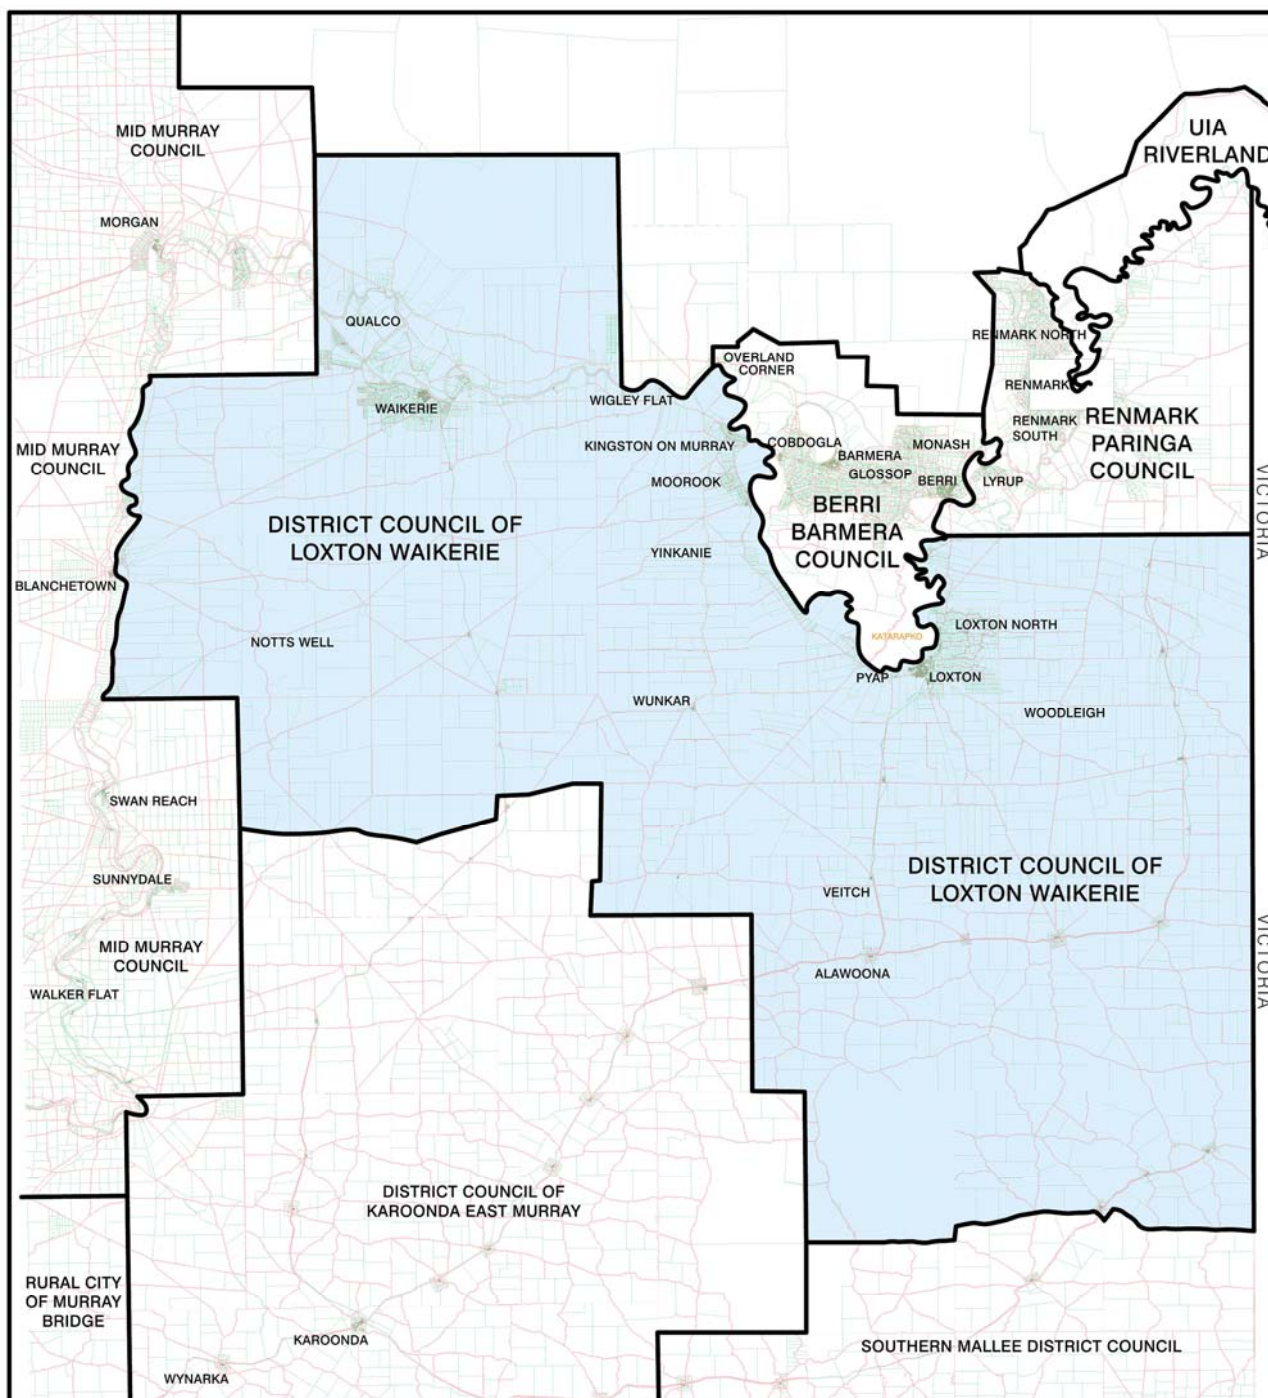 UIA
RIVERLAND
MID MURRAY
COUNCIL
MORGAN
QUALCO
RENMARK NORTH
OVERLAND
CORNER
RENMARK
WIGLEY FLAT
WAIKERIE
RENMARK
SOUTH
RENMARK
PARINGA
COUNCIL
MID MURRAY
COUNCIL
KINGSTON ON MURRAY
COBDOGLA
MONASH
BARMERA
GLOSSOP
BERRI
LYRUP
MOOROOK
VICTORIA
BERRI
BARMERA
COUNCIL
DISTRICT COUNCIL OF
LOXTON WAIKERIE
YINKANIE
BLANCHETOWN
NOTTS WELL
KATARAPKO
LOXTON NORTH
PYAP
LOXTON
WUNKAR
WOODLEIGH
SWAN REACH
SUNNYDALE
VEITCH
DISTRICT COUNCIL OF
LOXTON WAIKERIE
MID MURRAY
COUNCIL
VICTORIA
ALAWOONA
WALKER FLAT
DISTRICT COUNCIL OF
KAROONDA EAST MURRAY
RURAL CITY
OF MURRAY
BRIDGE
KAROONDA
SOUTHERN MALLEE DISTRICT COUNCIL
WYNARKA